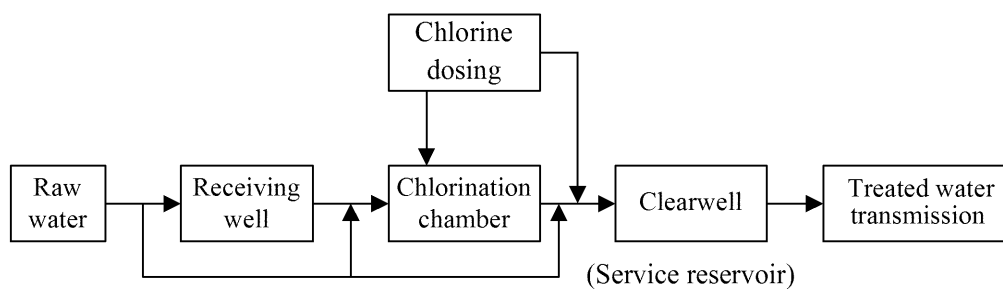 Chlorine
dosing
Raw
water
Receiving
well
Chlorination
chamber
Clearwell
Treated water
transmission
(Service reservoir)